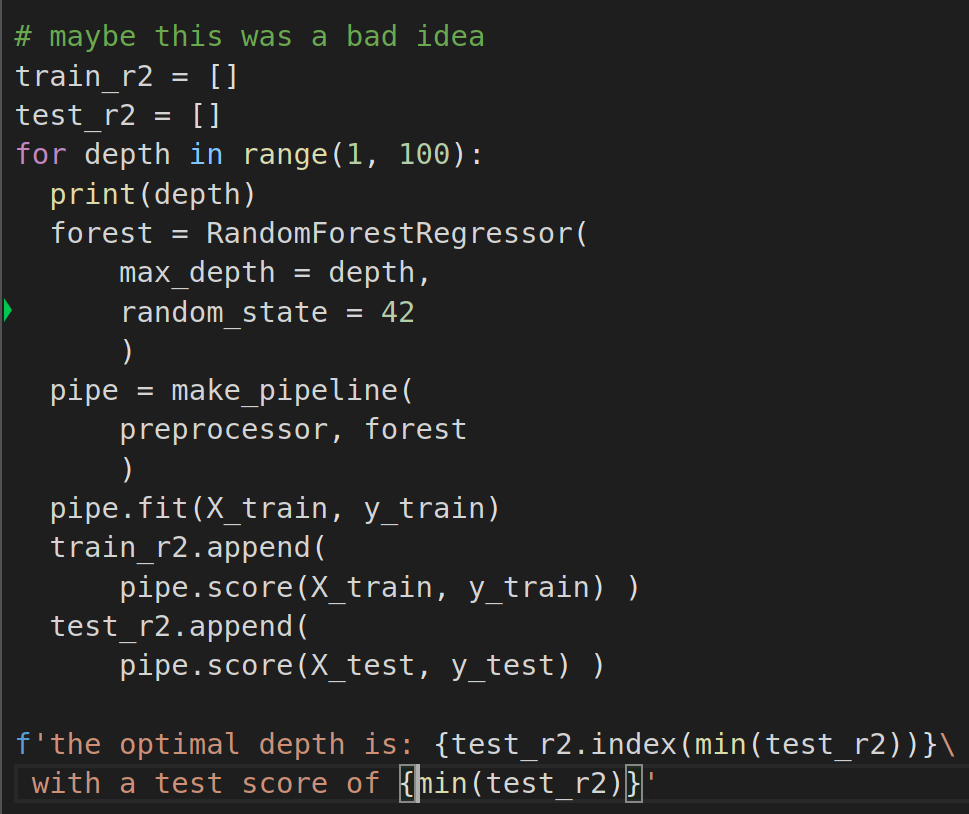 # maybe this was a bad idea
train_r2 = []
test_r2 = []
for depth in range(1, 100):
  print(depth)
  forest = RandomForestRegressor(
      max_depth = depth,
      random_state = 42
      )
  pipe = make_pipeline(
      preprocessor, forest
      )
  pipe.fit(X_train, y_train)
  train_r2.append(
      pipe.score(X_train, y_train) )
  test_r2.append(
      pipe.score(X_test, y_test) )

f'the optimal depth is: {test_r2.index(min(test_r2))}\
 with a test score of {min(test_r2)}'